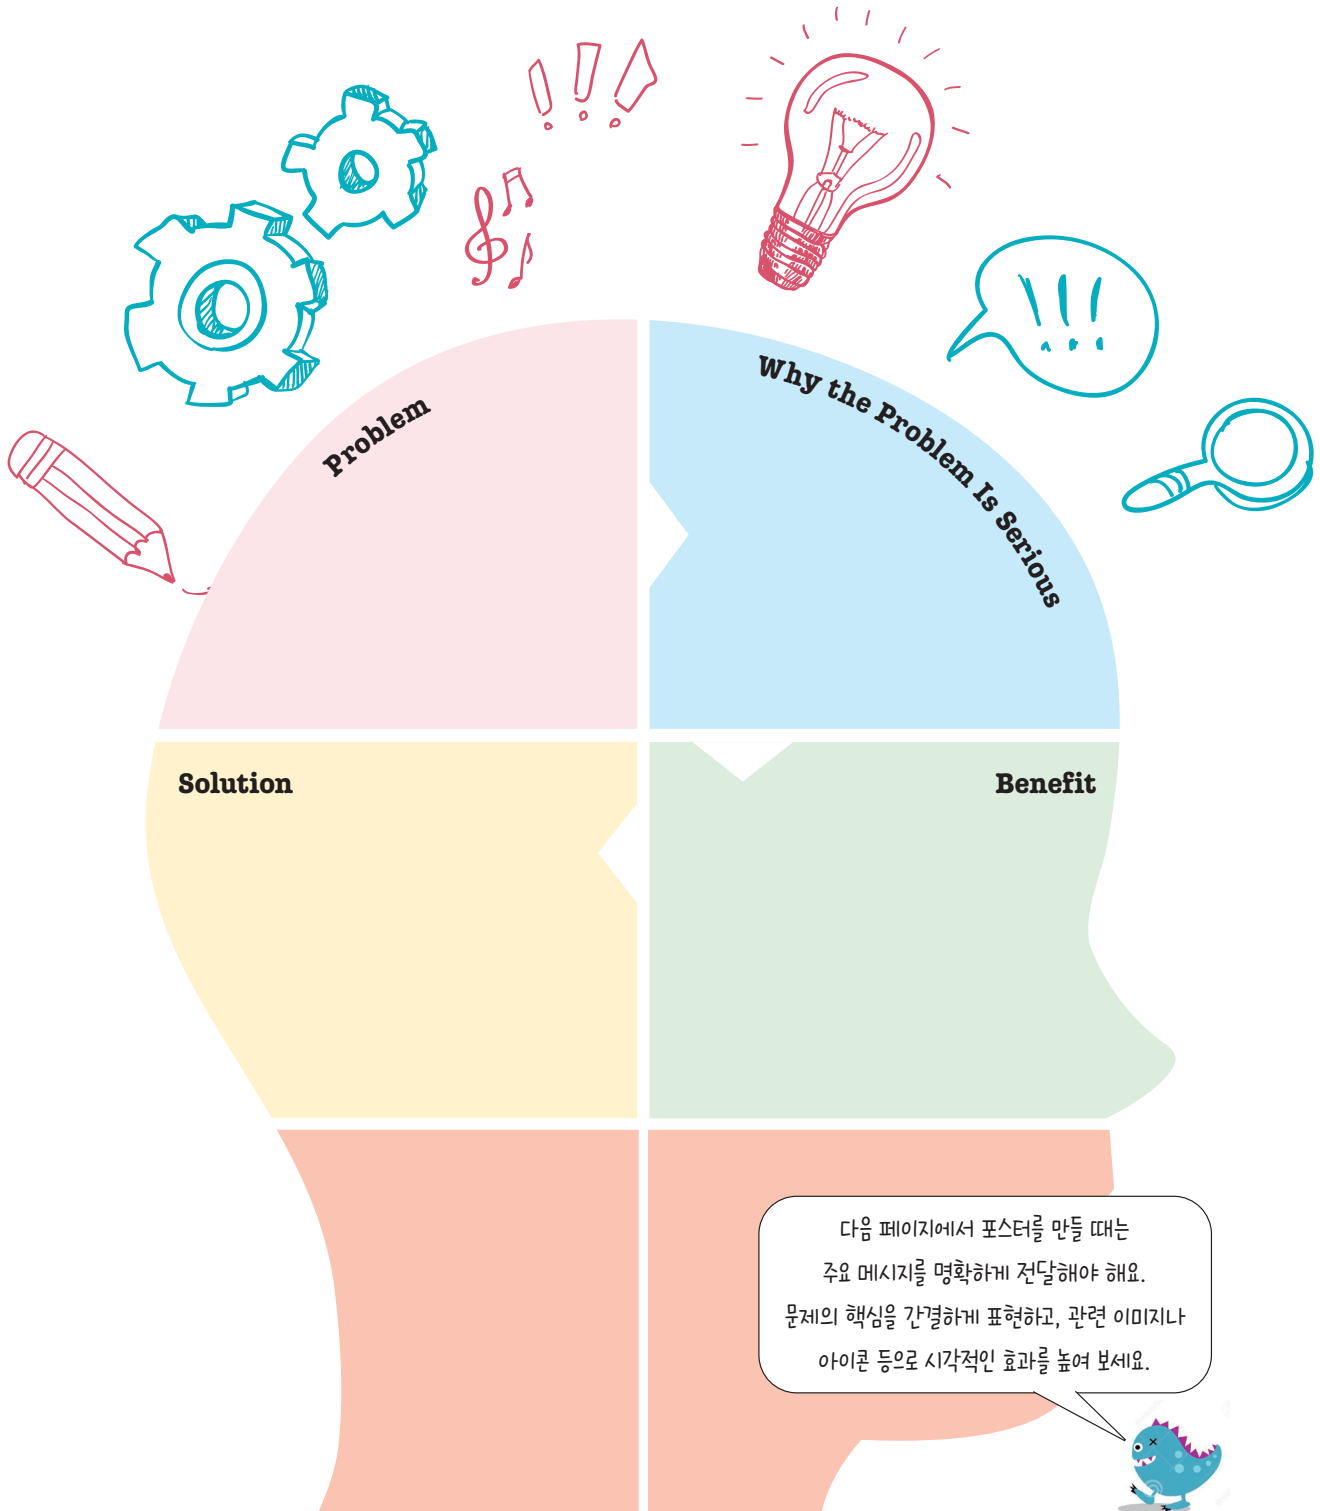 Problem
Why the Problem Is Serious
Solution
Benefit
다음 페이지에서 포스터를 만들 때는
주요 메시지를 명확하게 전달해야 해요.
문제의 핵심을 간결하게 표현하고, 관련 이미지나
아이콘 등으로 시각적인 효과를 높여 보세요.